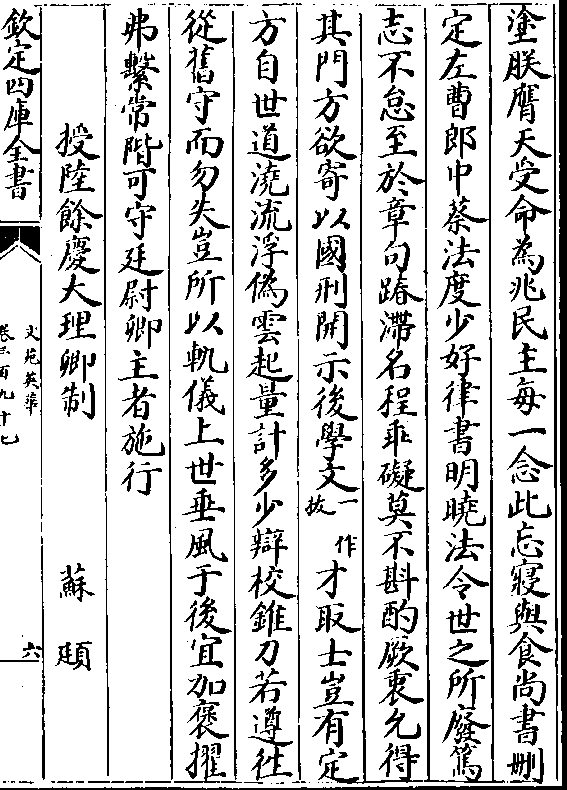 塗朕膺天受命為兆民主每一念此忘寢與食尚書刪
定左曹郎中蔡法度少好律書明曉法令世之所廢篤
志不怠至於章句踳滯名程乖礙莫不斟酌厥衷允得
其門方欲寄以國刑開示後學文一作拔才取士豈有定
方自世道澆流浮偽雲起量計多少辯校錐刀若遵徃
從舊守而勿失豈所以軌儀上世垂風于後宜加褒擢
弗繫常階可守廷尉卿主者施行
授陸餘慶大理卿制 蘇頲
欽定四庫全書
文苑英華
卷三百九十七
六